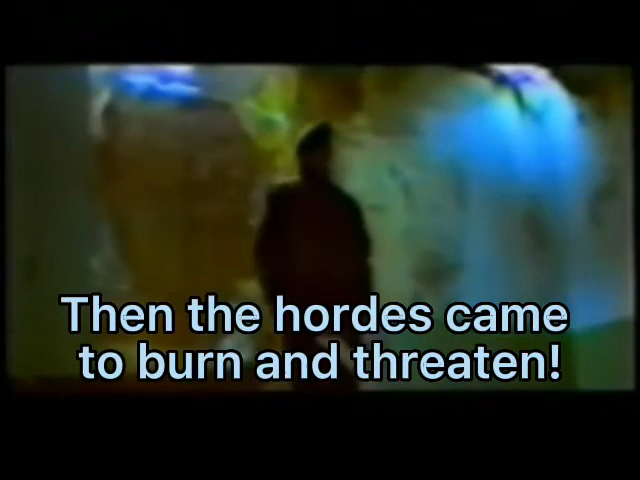 Then the hordes came
to burn and threaten!